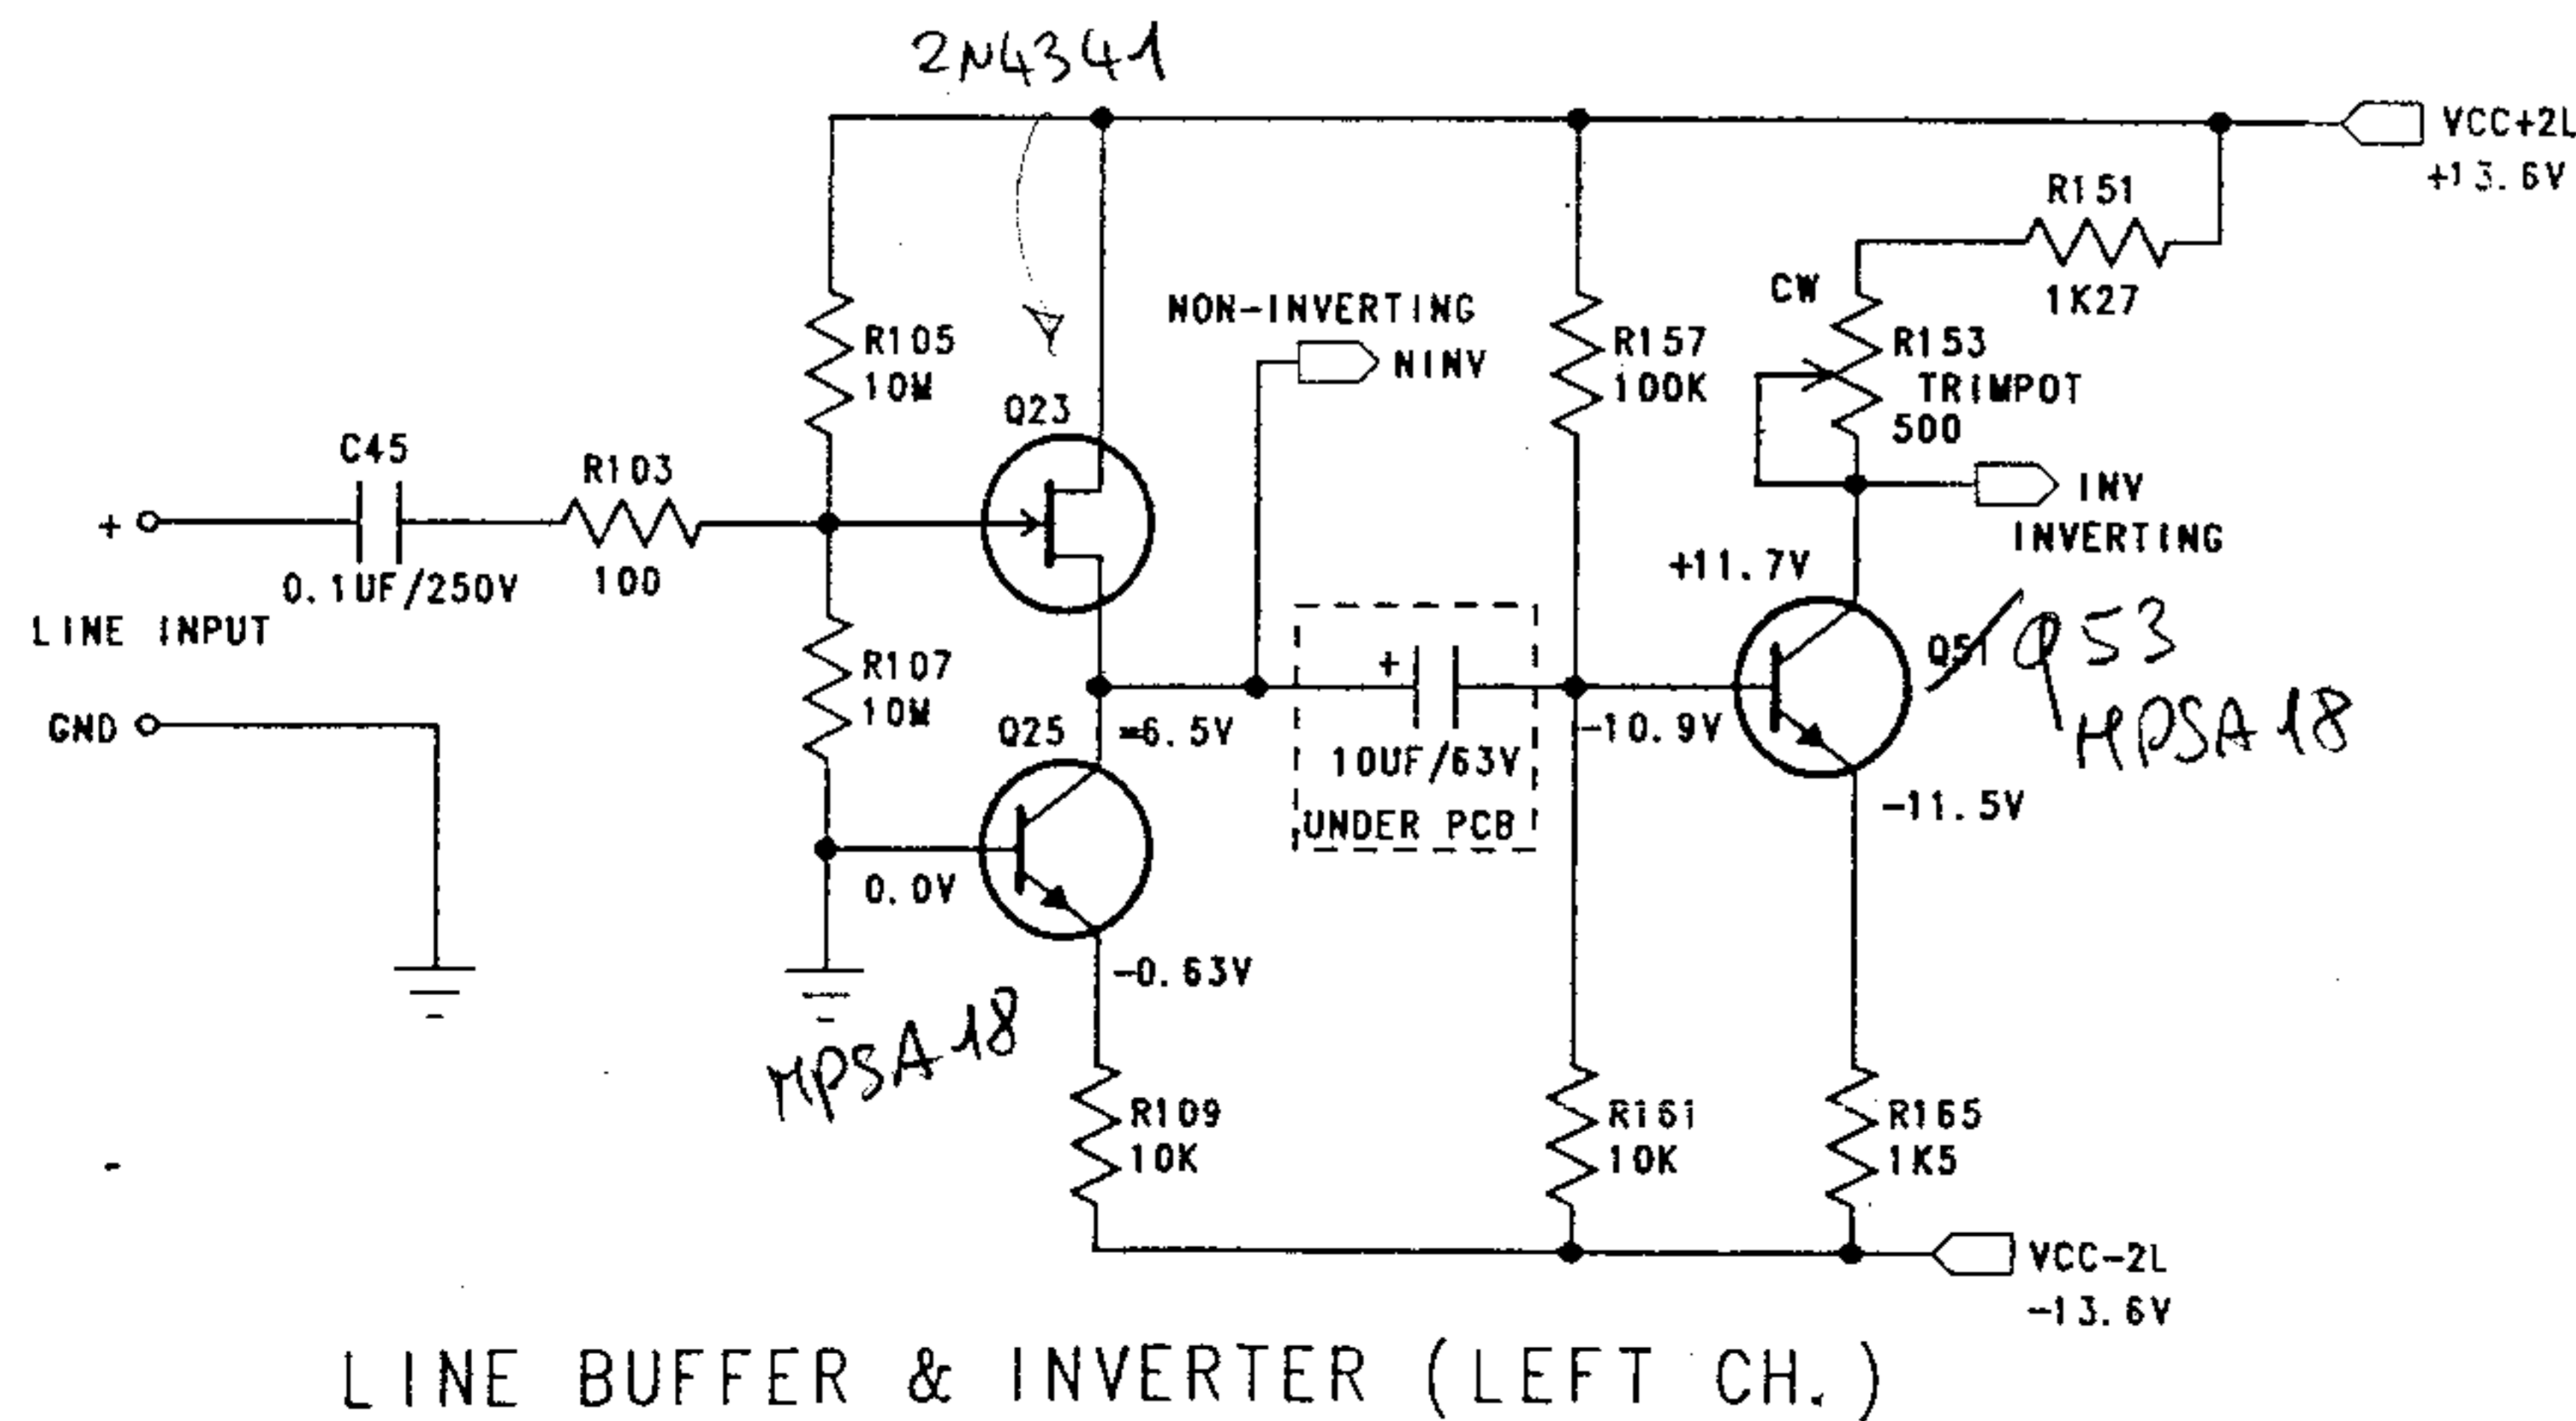 2N4341
VCC+2L
+13.6V
R151
1K27
CW
R153
TRIMPOT
500
NON-INVERTING
NINV
R157
100K
R105
10M
Q23
C45
0.1UF/250V
R103
100
+
LINE INPUT
GND
INV
INVERTING
+11.7V
Q51 Q53
MPSA18
R107
10M
Q25
≈6.5V
+
10UF/63V
UNDER PCB
-10.9V
-11.5V
0.0V
-0.63V
MPSA18
R109
10K
R161
10K
R165
1K5
VCC-2L
-13.6V
LINE BUFFER & INVERTER (LEFT CH.)